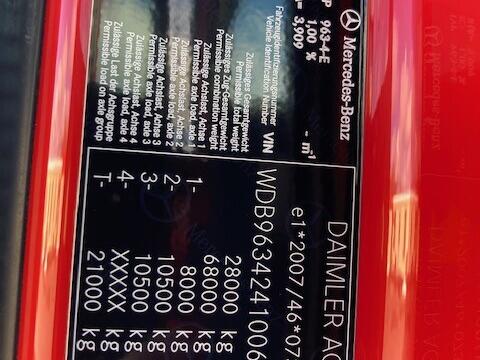 Mercedes-Benz
P 963-4-E
1,00 % - m⁻¹
= 3,909
DAIMLER AG
e1*2007/46*07
Fahrzeugidentifizierungsnummer
Vehicle Identification Number VIN WDB9634241006
Zulässiges Gesamtgewicht
Permissible total weight 28000 kg
Zulässiges Zug-Gesamtgewicht
Permissible combination weight 68000 kg
Zulässige Achslast, Achse 1
Permissible axle load, axle 1 1- 8000 kg
Zulässige Achslast, Achse 2
Permissible axle load, axle 2 2- 10500 kg
Zulässige Achslast, Achse 3
Permissible axle load, axle 3 3- 10500 kg
Zulässige Achslast, Achse 4
Permissible axle load, axle 4 4- XXXXX kg
Zulässige Last der Achsgruppe
Permissible load on axle group T- 21000 kg